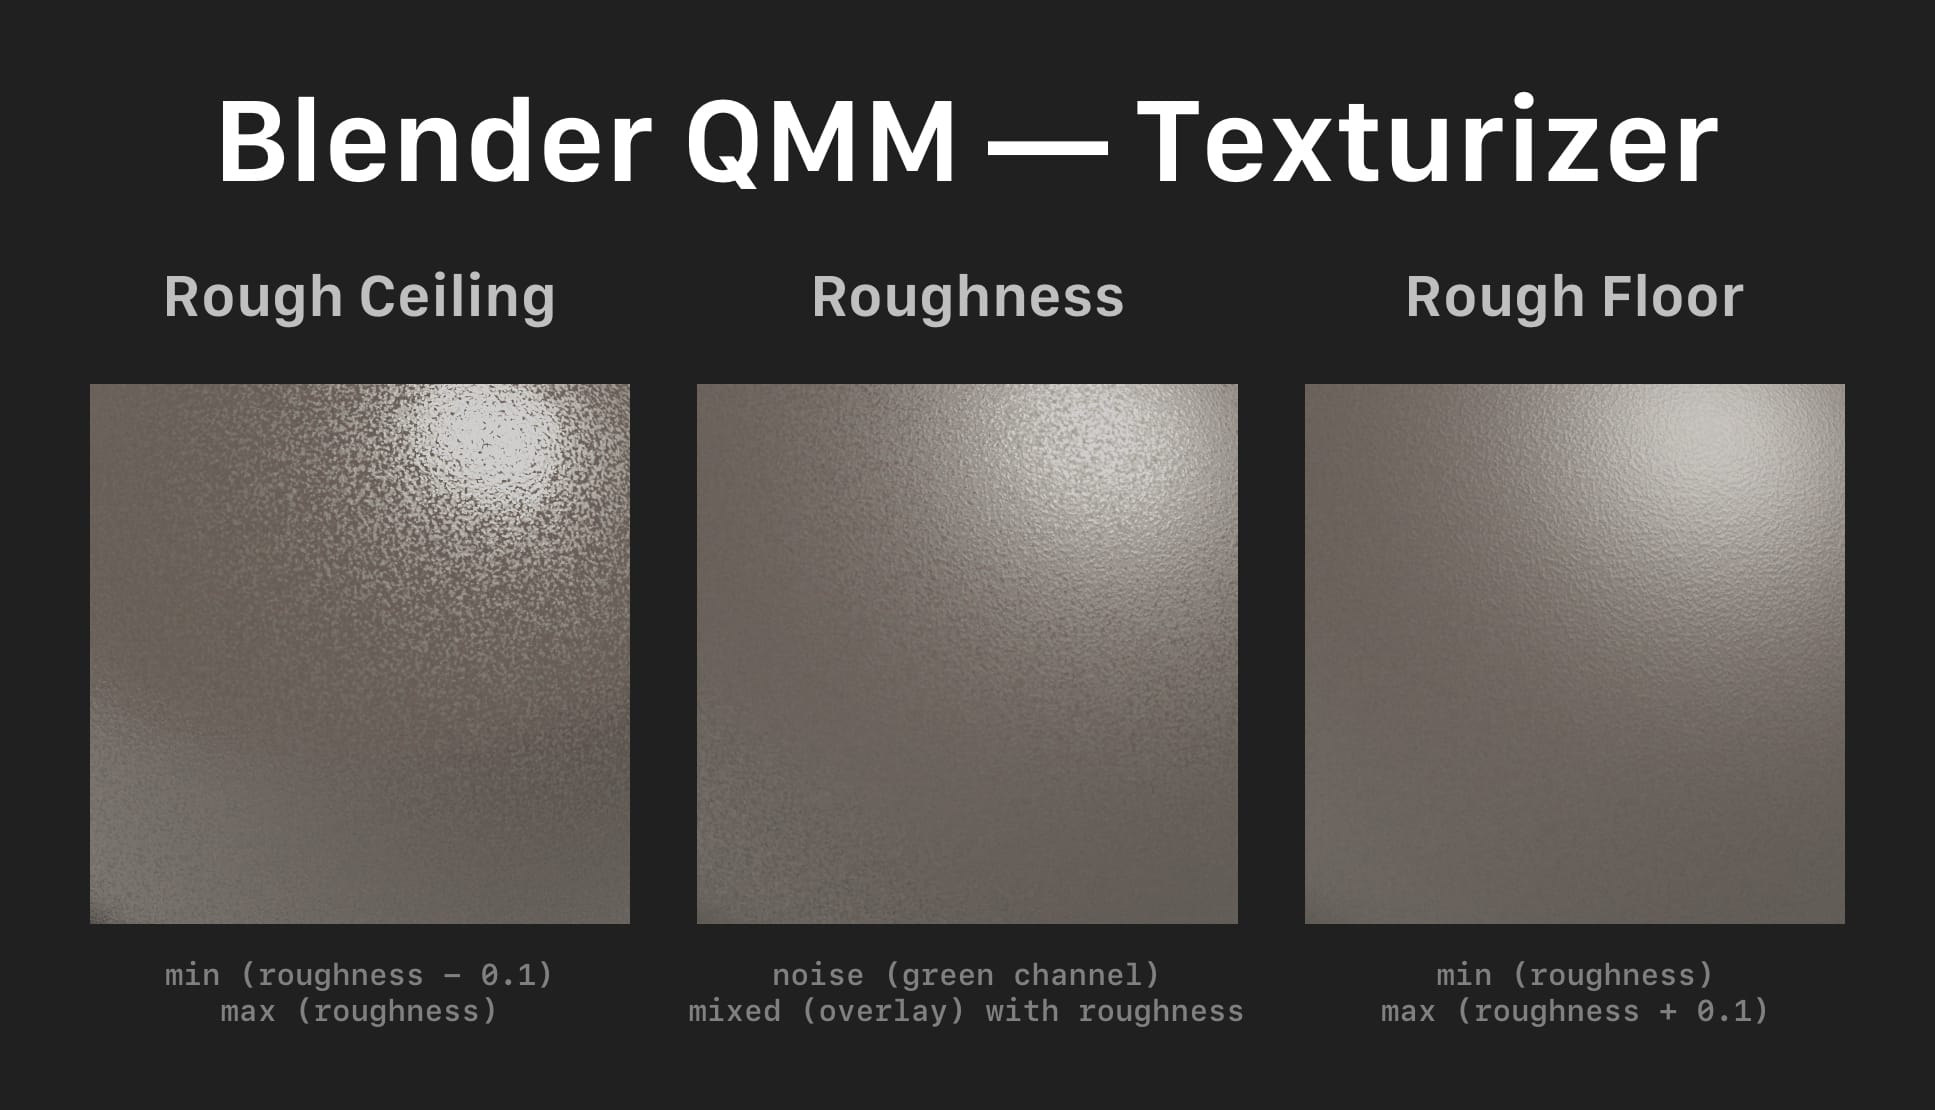 Blender QMM — Texturizer
Rough Ceiling
Roughness
Rough Floor
min (roughness − 0.1)
max (roughness)
noise (green channel)
mixed (overlay) with roughness
min (roughness)
max (roughness + 0.1)